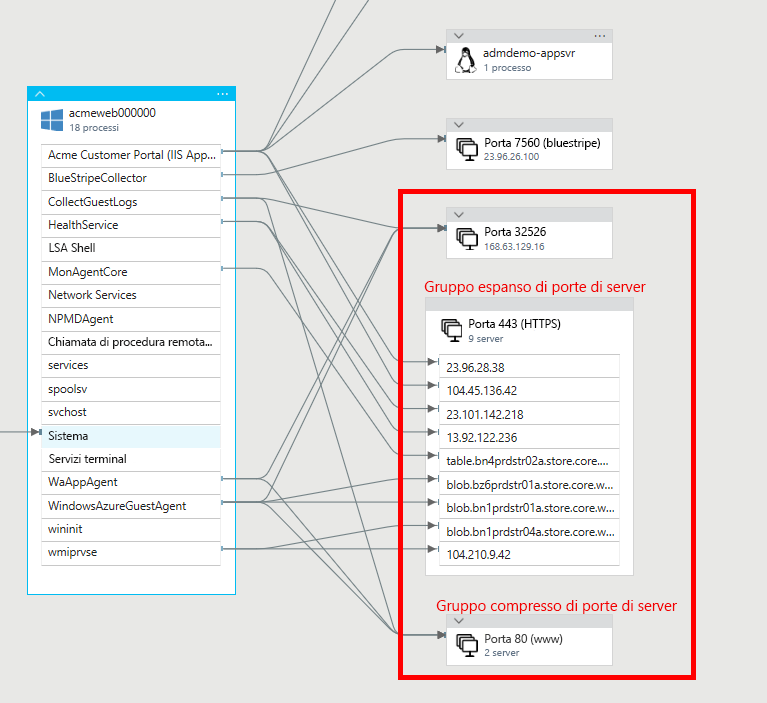 acmeweb000000
18 processi
Acme Customer Portal (IIS App...
BlueStripeCollector
CollectGuestLogs
HealthService
LSA Shell
MonAgentCore
Network Services
NPMDAgent
Chiamata di procedura remota...
services
spoolsv
svchost
Sistema
Servizi terminal
WaAppAgent
WindowsAzureGuestAgent
wininit
wmiprvse
admdemo-appsvr
1 processo
Porta 7560 (bluestripe)
23.96.26.100
Porta 32526
168.63.129.16
Gruppo espanso di porte di server
Porta 443 (HTTPS)
9 server
23.96.28.38
104.45.136.42
23.101.142.218
13.92.122.236
table.bn4prdstr02a.store.core....
blob.bz6prdstr01a.store.core.w...
blob.bn1prdstr01a.store.core.w...
blob.bn1prdstr04a.store.core.w...
104.210.9.42
Gruppo compresso di porte di server
Porta 80 (www)
2 server